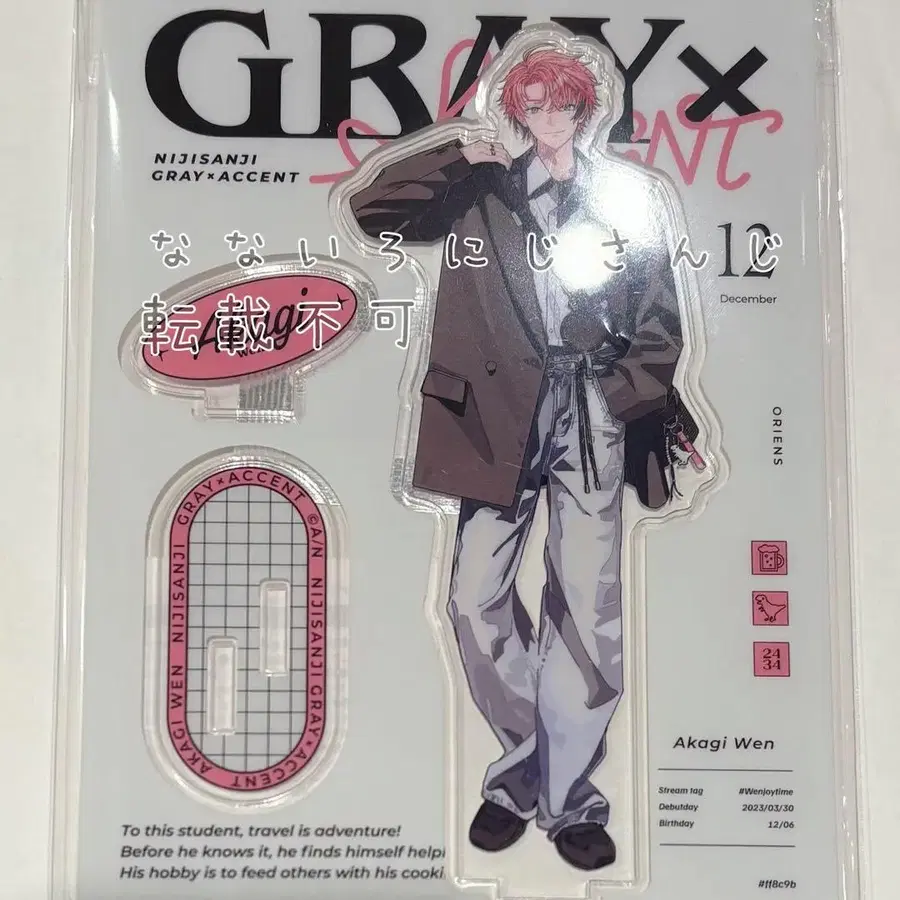 GRAY×
ACCENT
NIJISANJI
GRAY×ACCENT
なないろにじさんじ
転載不可
12
December
Akagi
WEN
ORIENS
GRAY×ACCENT ©A/N NIJISANJI GRAY×ACCENT AKAGI WEN NIJISANJI
24
34
Akagi Wen
Stream tag #Wenjoytime
Debutday 2023/03/30
Birthday 12/06
To this student, travel is adventure!
Before he knows it, he finds himself
His hobby is to feed others with his
#ff8c9b